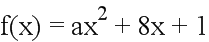 f(x) = ax² + 8x + 1